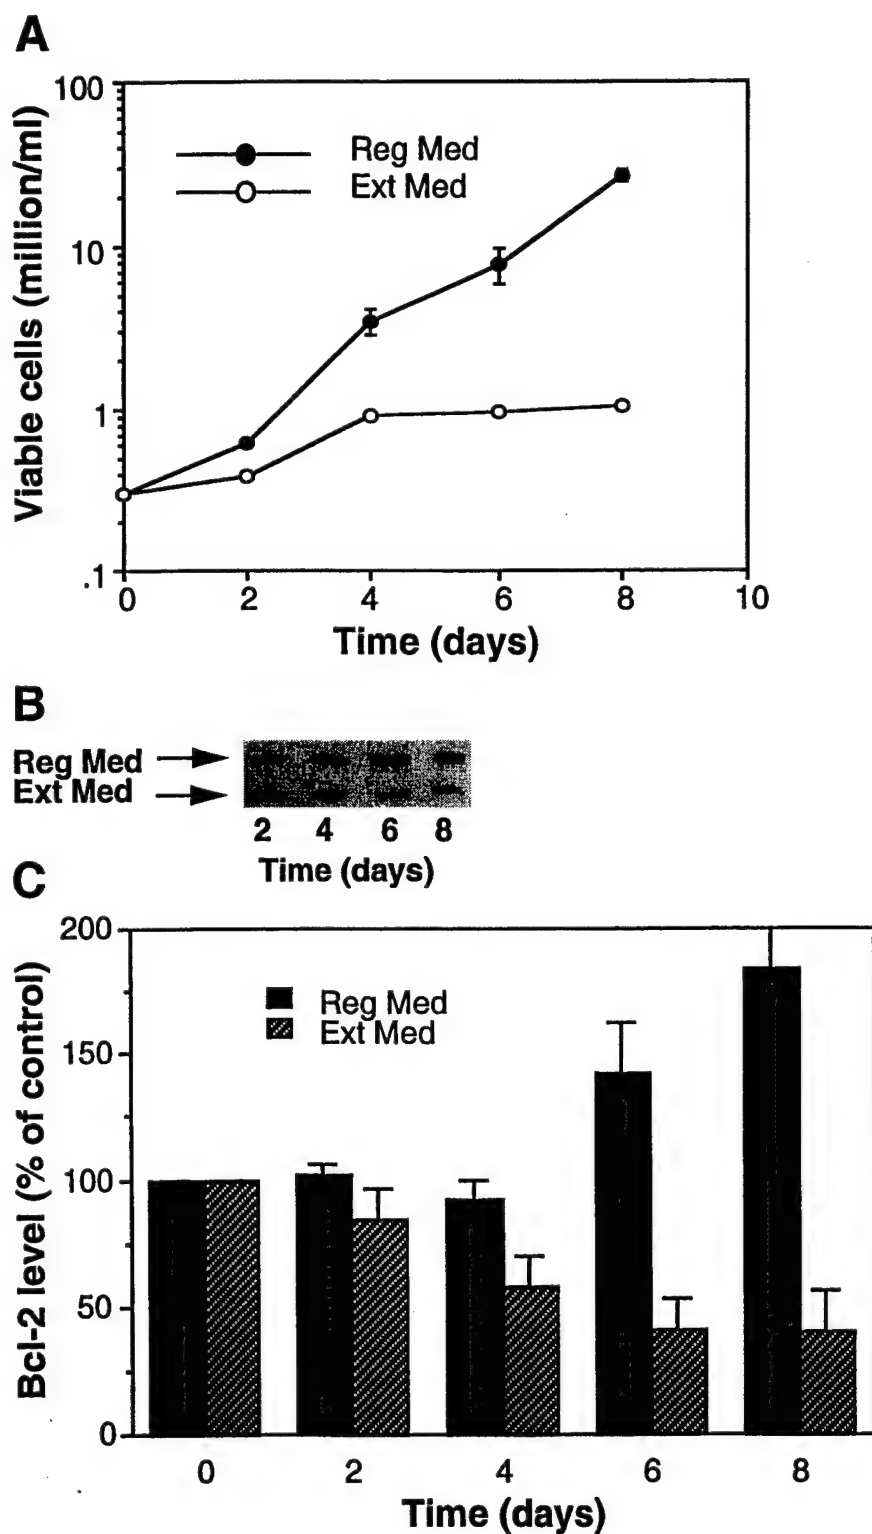 A
100
10
1
.1
Viable cells (million/ml)
Reg Med
Ext Med
0 2 4 6 8 10
Time (days)
B
Reg Med
Ext Med
2 4 6 8
Time (days)
C
200
150
100
50
0
Bcl-2 level (% of control)
Reg Med
Ext Med
0 2 4 6 8
Time (days)